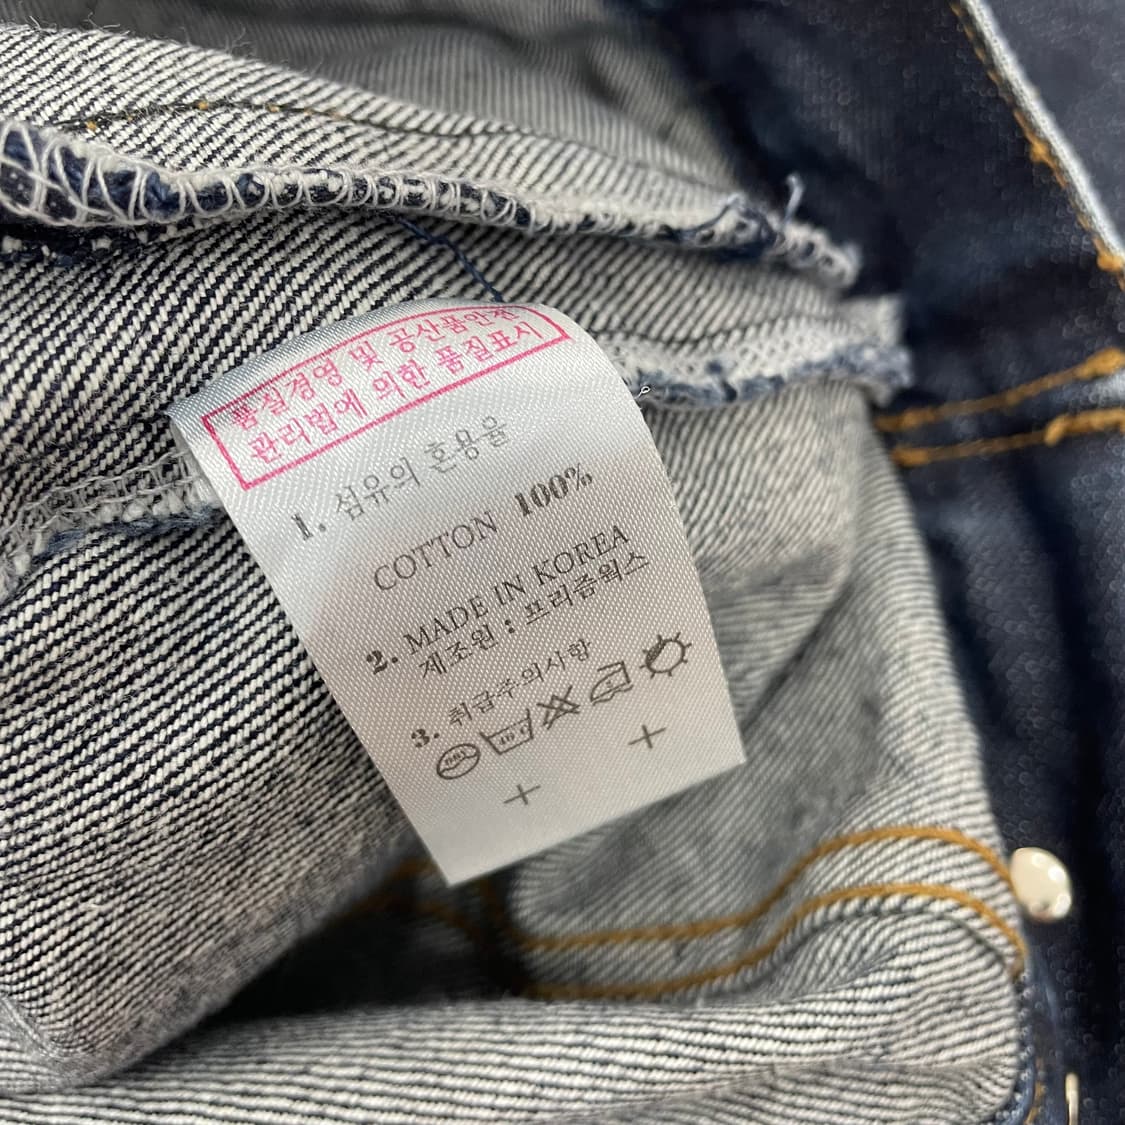 품질경영 및 공산품안전
관리법에 의한 품질표시
1. 섬유의 혼용율
COTTON 100%
2. MADE IN KOREA
제조원 : 프리즘웍스
3. 취급주의시항